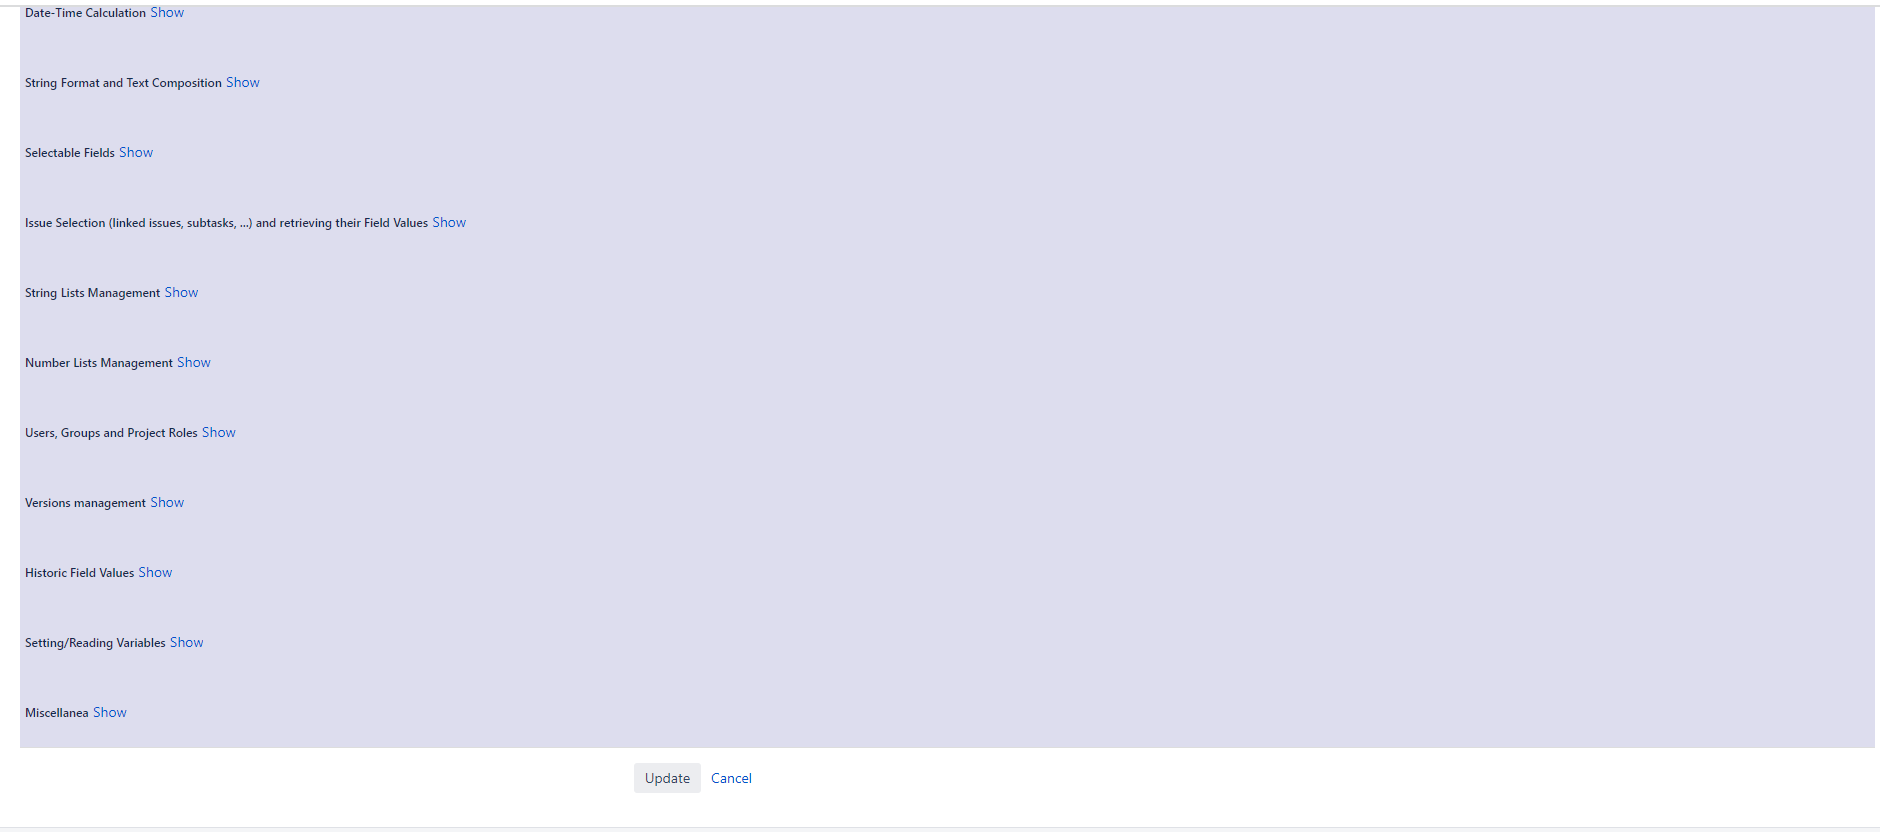 Date-Time Calculation Show
String Format and Text Composition Show
Selectable Fields Show
Issue Selection (linked issues, subtasks, ...) and retrieving their Field Values Show
String Lists Management Show
Number Lists Management Show
Users, Groups and Project Roles Show
Versions management Show
Historic Field Values Show
Setting/Reading Variables Show
Miscellanea Show
Update Cancel